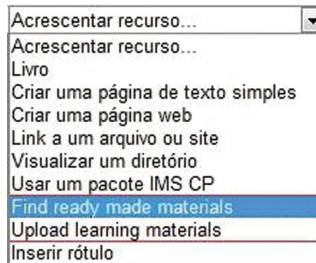 Acrescentar recurso...
Acrescentar recurso...
Livro
Criar uma página de texto simples
Criar uma página web
Link a um arquivo ou site
Visualizar um diretório
Usar um pacote IMS CP
Find ready made materials
Upload learning materials
Inserir rótulo